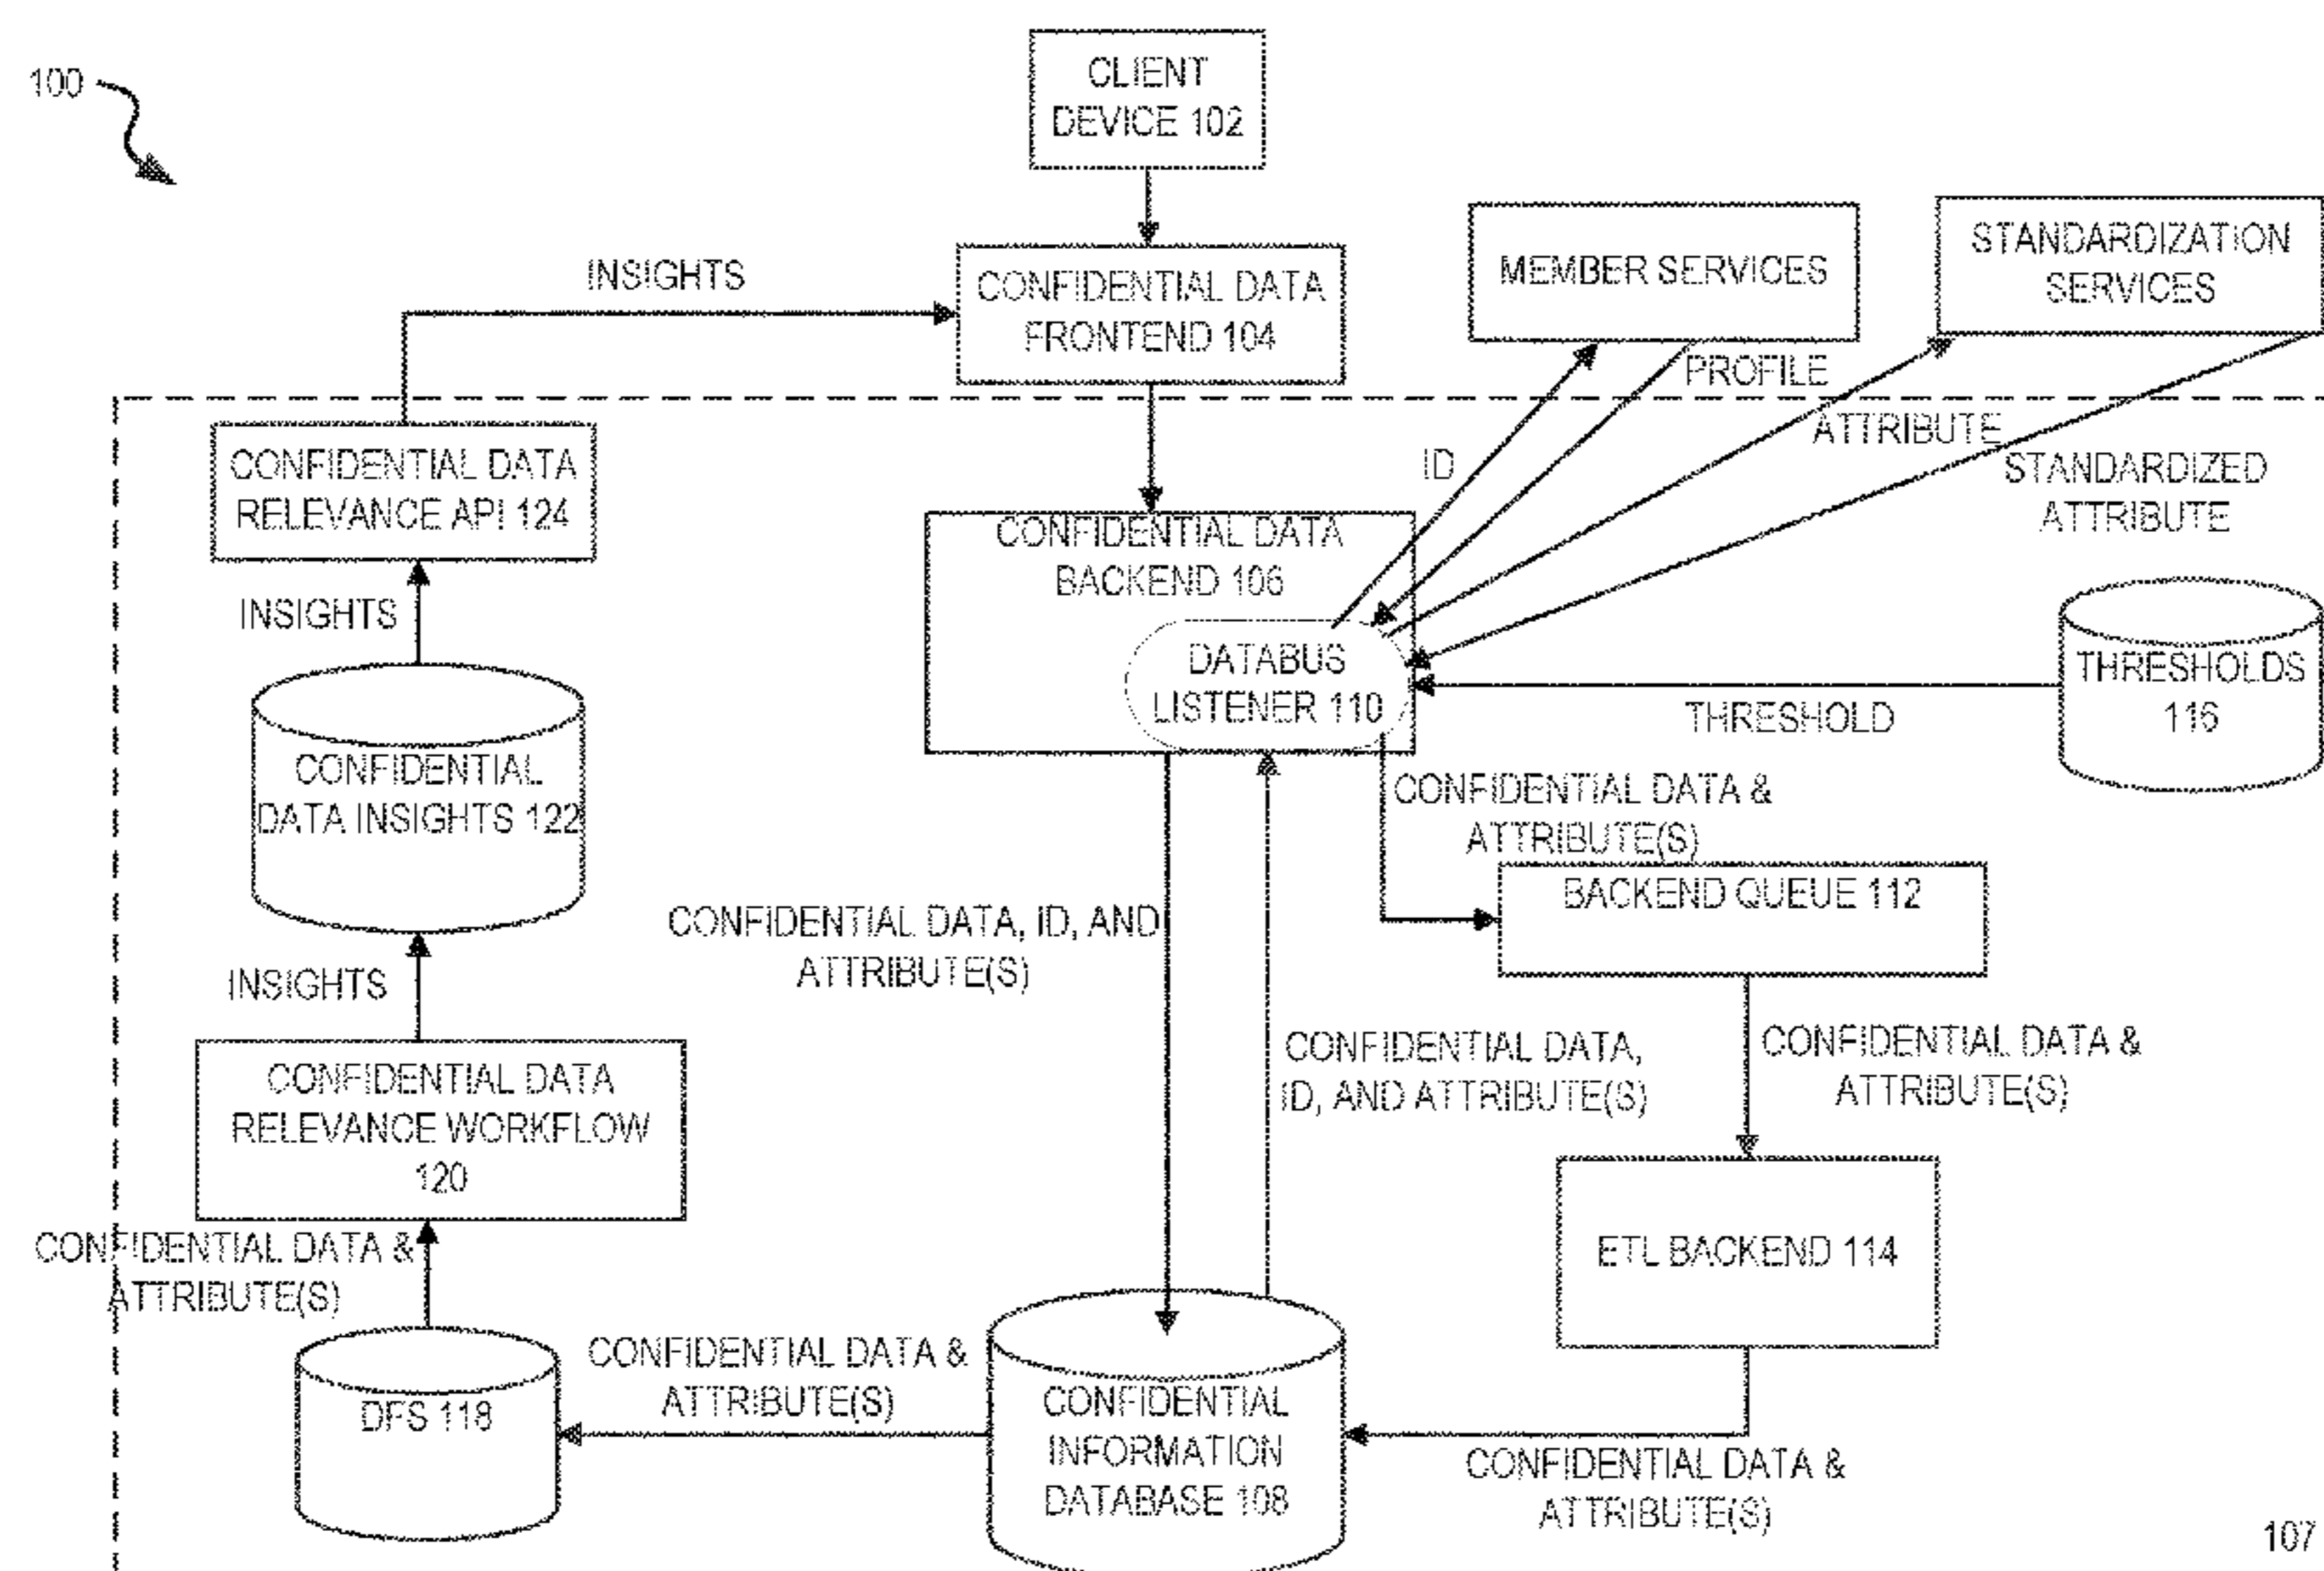 100
CLIENT
DEVICE 102
INSIGHTS
CONFIDENTIAL DATA
FRONTEND 104
MEMBER SERVICES
STANDARDIZATION
SERVICES
PROFILE
ATTRIBUTE
ID
STANDARDIZED
ATTRIBUTE
CONFIDENTIAL DATA
RELEVANCE API 124
CONFIDENTIAL DATA
BACKEND 106
INSIGHTS
DATABUS
LISTENER 110
THRESHOLD
THRESHOLDS
116
CONFIDENTIAL
DATA INSIGHTS 122
CONFIDENTIAL DATA &
ATTRIBUTE(S)
BACKEND QUEUE 112
CONFIDENTIAL DATA, ID, AND
ATTRIBUTE(S)
INSIGHTS
CONFIDENTIAL DATA,
ID, AND ATTRIBUTE(S)
CONFIDENTIAL DATA &
ATTRIBUTE(S)
CONFIDENTIAL DATA
RELEVANCE WORKFLOW
120
ETL BACKEND 114
CONFIDENTIAL DATA &
ATTRIBUTE(S)
DFS 118
CONFIDENTIAL DATA &
ATTRIBUTE(S)
CONFIDENTIAL
INFORMATION
DATABASE 108
CONFIDENTIAL DATA &
ATTRIBUTE(S)
107